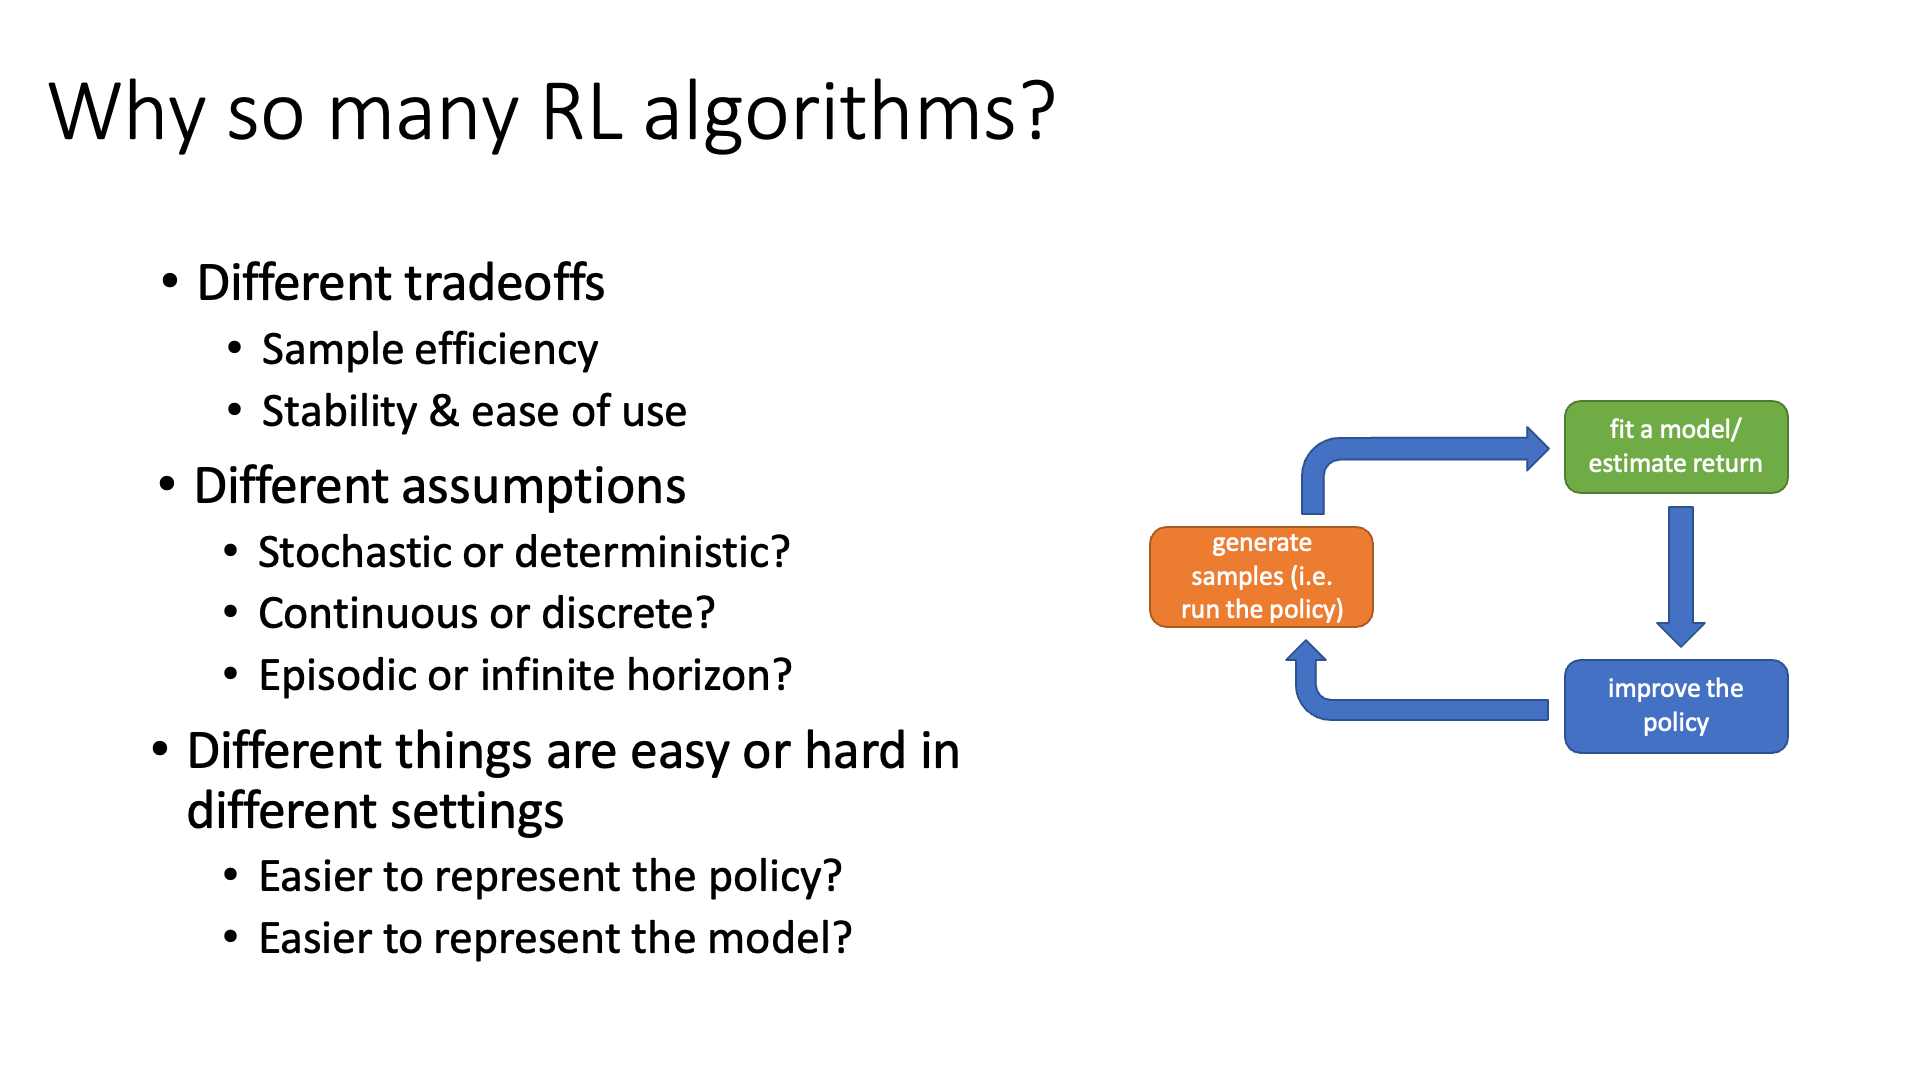 Why so many RL algorithms?
• Different tradeoffs
• Sample efficiency
• Stability & ease of use
• Different assumptions
• Stochastic or deterministic?
• Continuous or discrete?
• Episodic or infinite horizon?
• Different things are easy or hard in
different settings
• Easier to represent the policy?
• Easier to represent the model?
generate
samples (i.e.
run the policy)
fit a model/
estimate return
improve the
policy